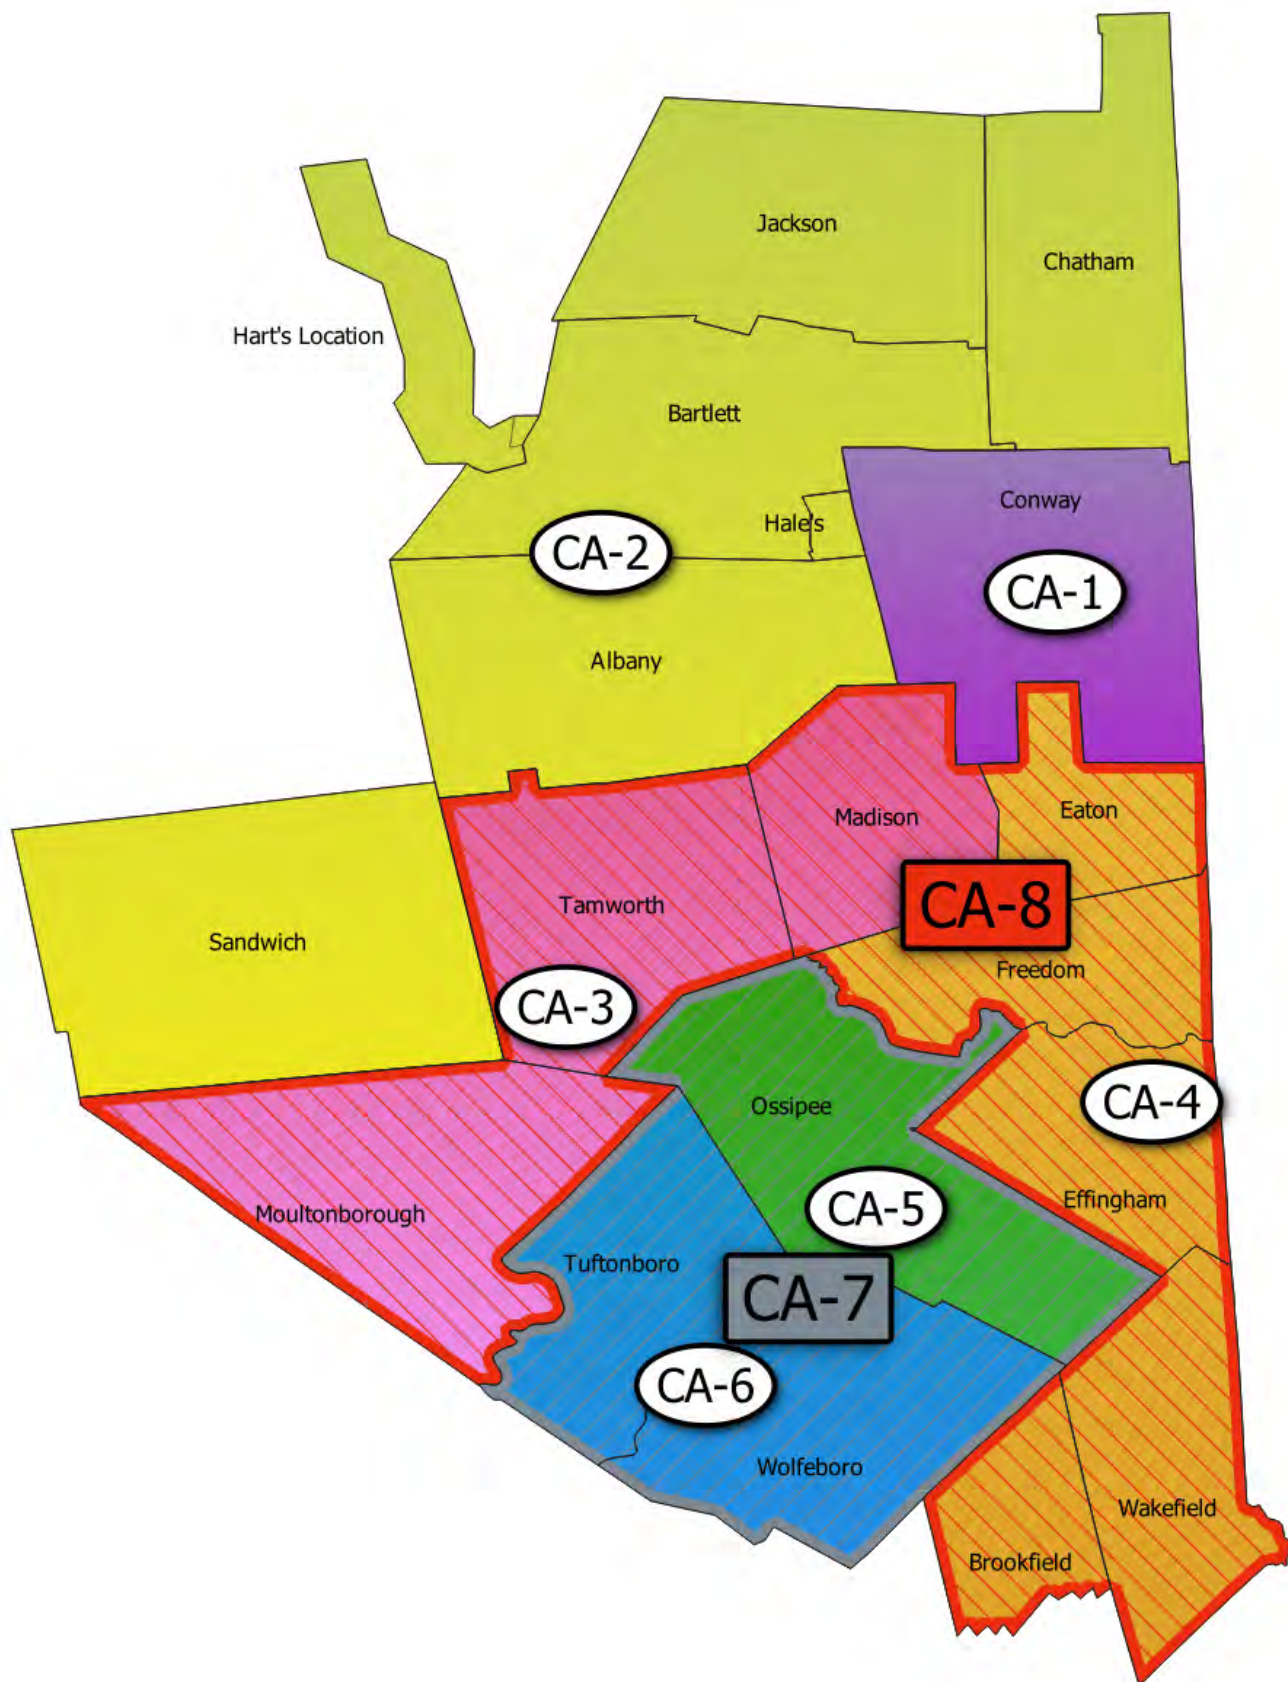 Jackson
Chatham
Hart's Location
Bartlett
Conway
Hale's
CA-2
CA-1
Albany
Madison
Eaton
CA-8
Tamworth
Sandwich
Freedom
CA-3
Ossipee
CA-4
Effingham
Moultonborough
CA-5
Tuftonboro
CA-7
CA-6
Wolfeboro
Wakefield
Brookfield